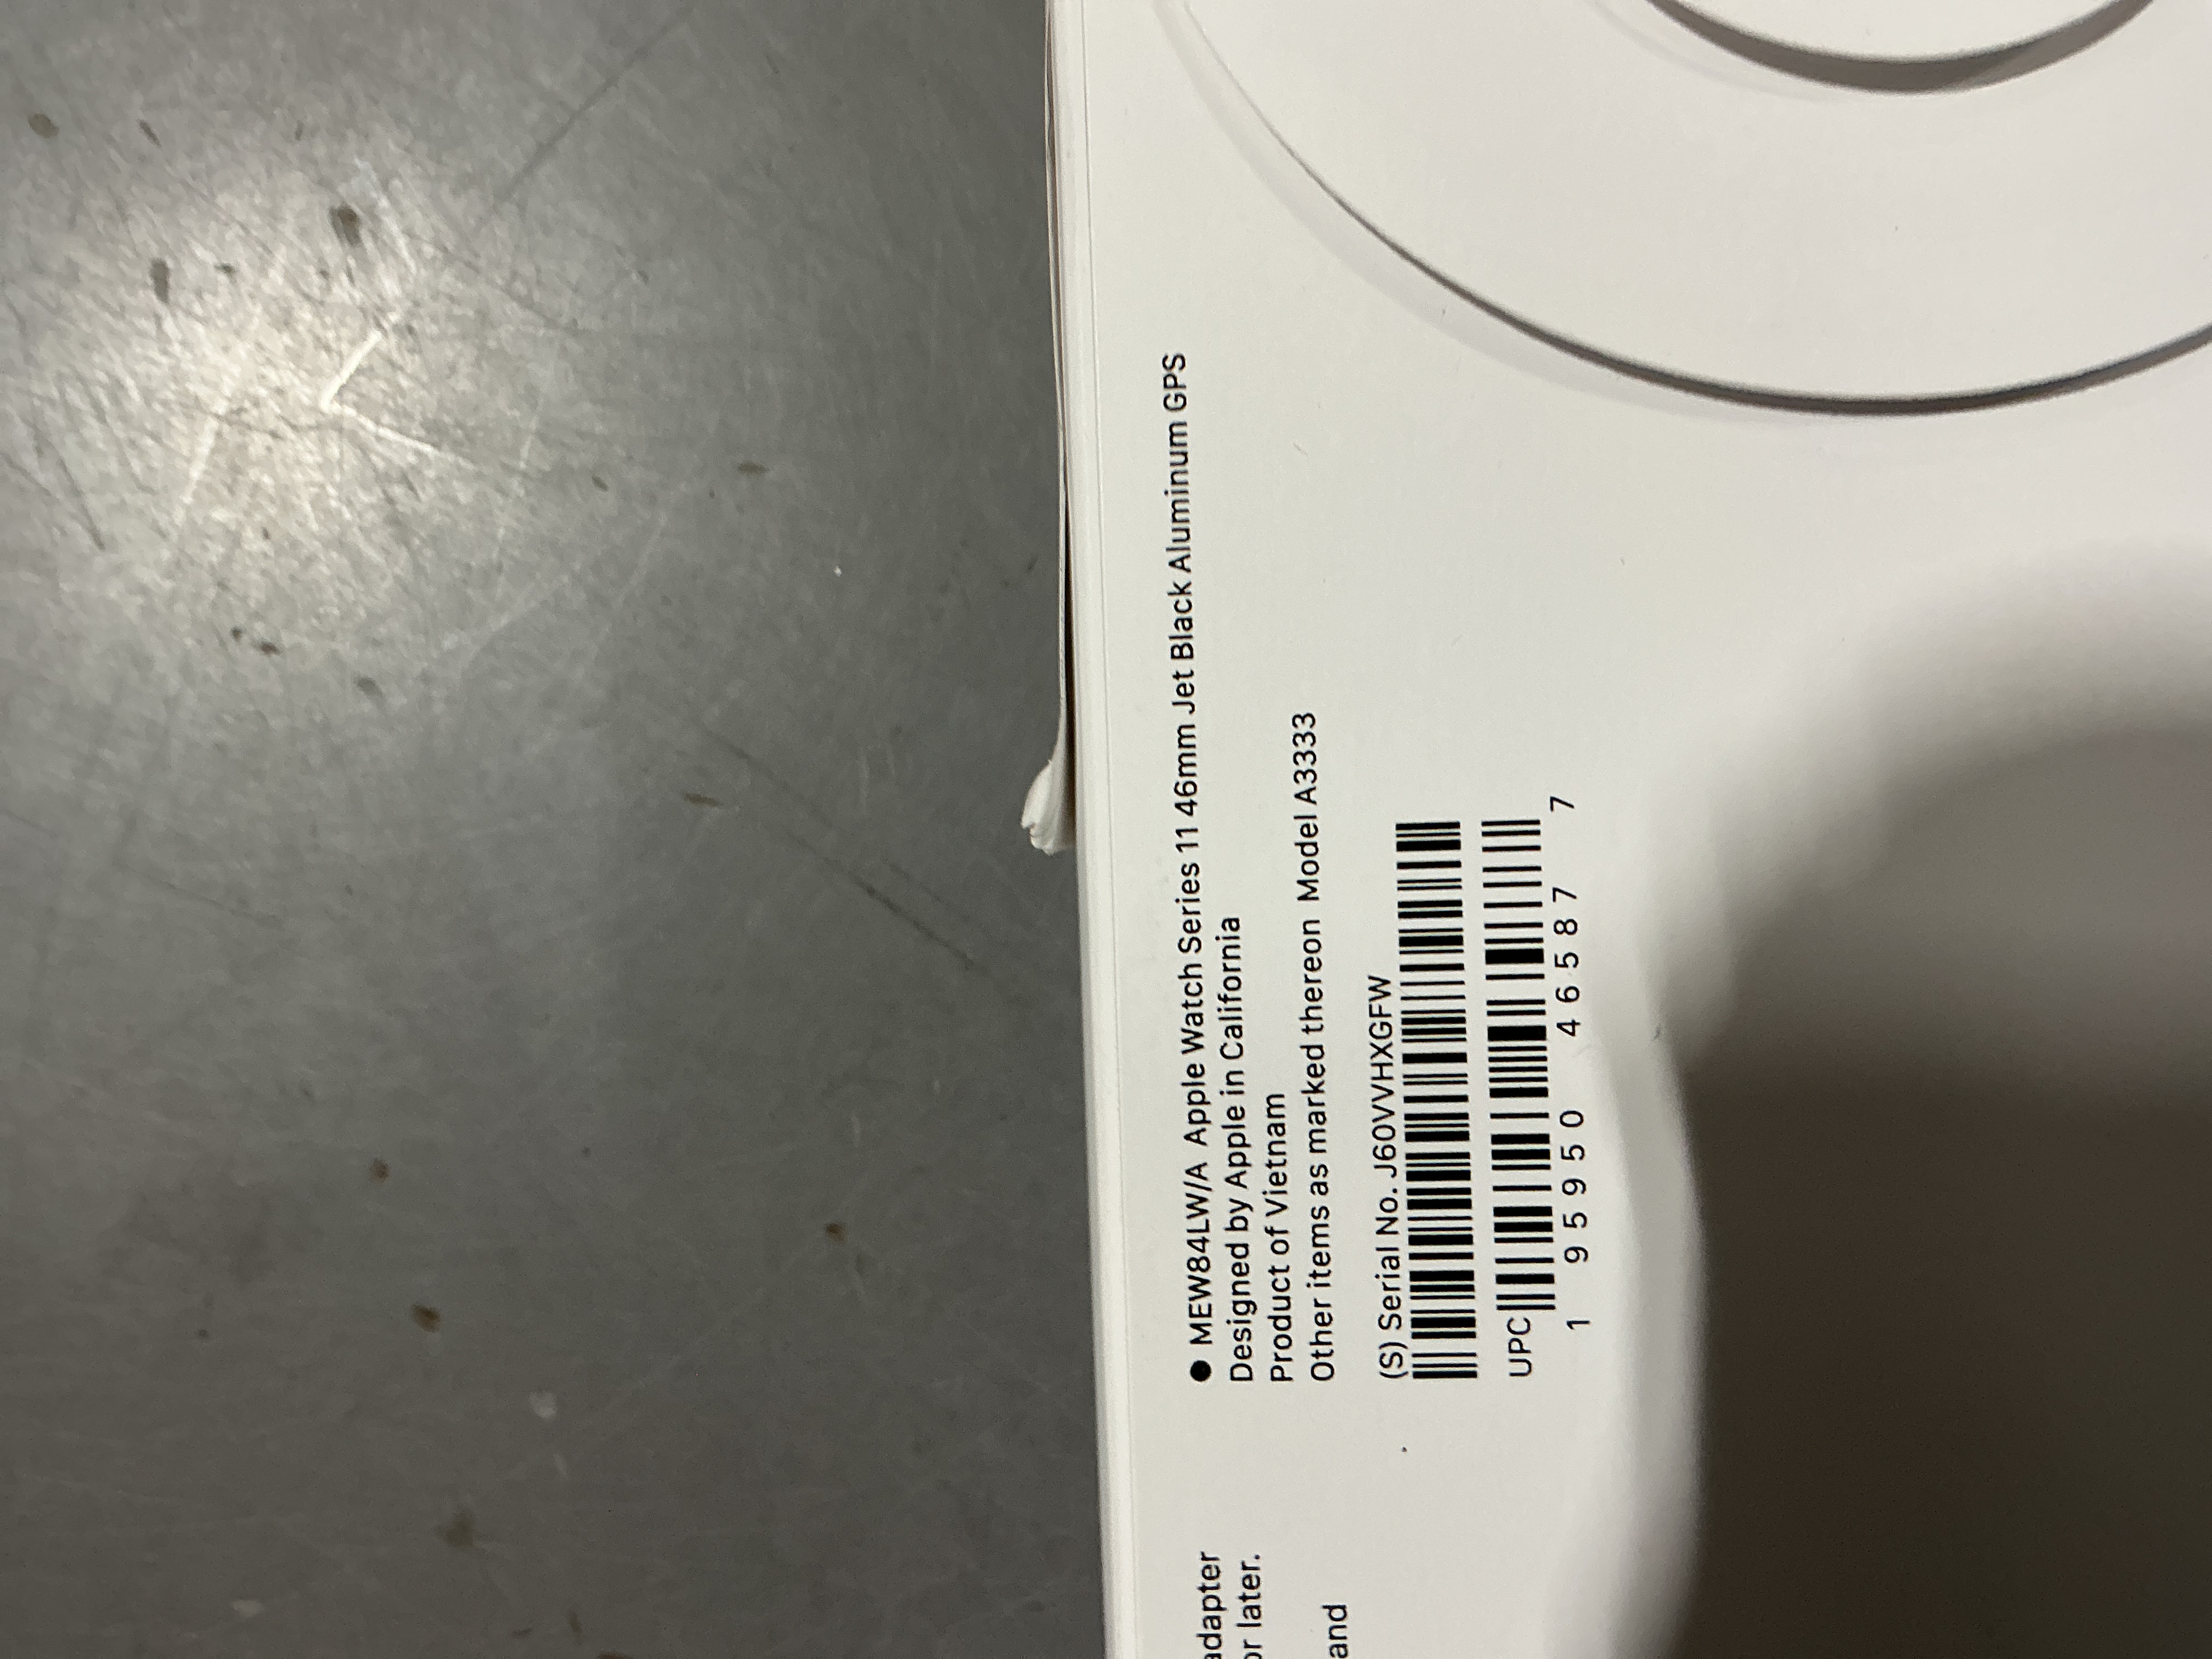 ● MEW84LW/A Apple Watch Series 11 46mm Jet Black Aluminum GPS
Designed by Apple in California
Product of Vietnam
Other items as marked thereon Model A3333
(S) Serial No. J60VVHXGFW
UPC
1 95950 46587 7
adapter
or later.
and